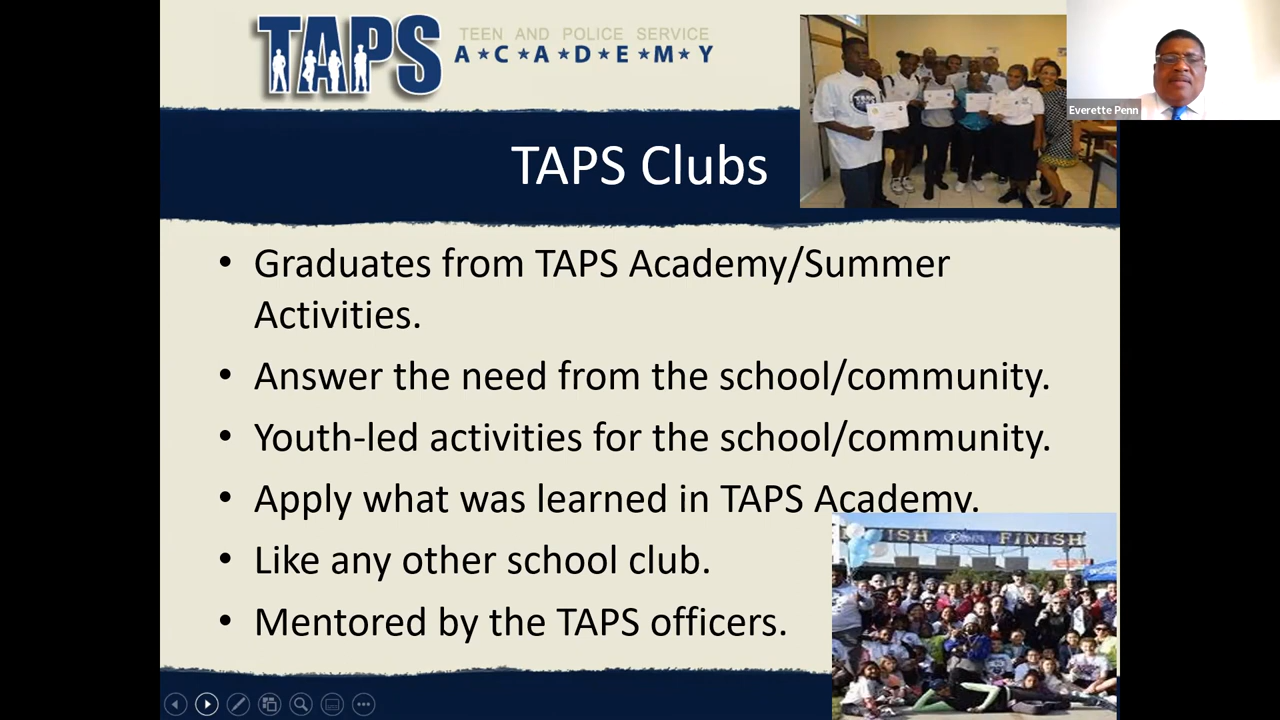 TAPS
TEEN AND POLICE SERVICE
A★C★A★D★E★M★Y
Everette Penn
TAPS Clubs
• Graduates from TAPS Academy/Summer
Activities.
• Answer the need from the school/community.
• Youth-led activities for the school/community.
• Apply what was learned in TAPS Academy.
• Like any other school club.
• Mentored by the TAPS officers.
FINISH